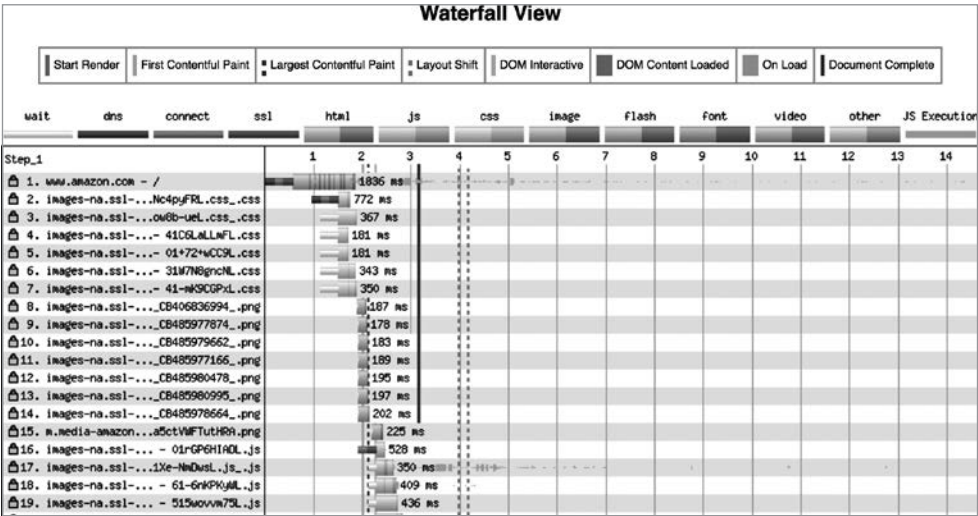 Waterfall View
Start Render First Contentful Paint Largest Contentful Paint Layout Shift DOM Interactive DOM Content Loaded On Load Document Complete
wait dns connect ssl html js css image flash font video other JS Execution
Step_1 1 2 3 4 5 6 7 8 9 10 11 12 13 14
1. www.amazon.com - / 1836 ms
2. images-na.ssl-...Nc4pyFRL.css_.css 772 ms
3. images-na.ssl-...ow8b-ueL.css_.css 367 ms
4. images-na.ssl-...- 41C6LaLLmFL.css 181 ms
5. images-na.ssl-...- 01+72+wCC9L.css 181 ms
6. images-na.ssl-...- 31W7N8gncNL.css 343 ms
7. images-na.ssl-...- 41-mK9CGPxL.css 350 ms
8. images-na.ssl-..._CB406836994_.png 187 ms
9. images-na.ssl-..._CB485977874_.png 178 ms
10. images-na.ssl-..._CB485979662_.png 183 ms
11. images-na.ssl-..._CB485977166_.png 189 ms
12. images-na.ssl-..._CB485980478_.png 195 ms
13. images-na.ssl-..._CB485980995_.png 197 ms
14. images-na.ssl-..._CB485978664_.png 202 ms
15. m.media-amazon...a5ctVWFTutHRA.png 225 ms
16. images-na.ssl-... - 01rGP6HIADL.js 528 ms
17. images-na.ssl-...1Xe-NmDwsL.js_.js 350 ms
18. images-na.ssl-... - 61-6nKPKyWL.js 409 ms
19. images-na.ssl-... - 515wovvm75L.js 436 ms